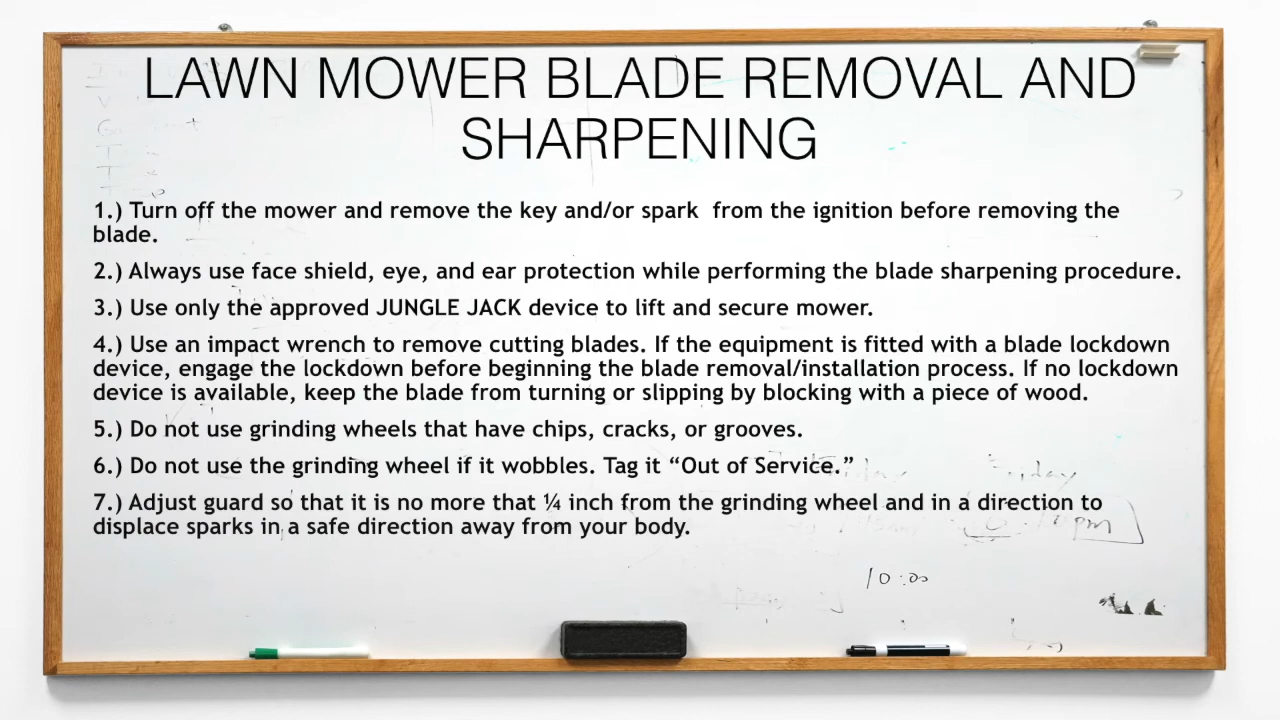 LAWN MOWER BLADE REMOVAL AND
SHARPENING
1.) Turn off the mower and remove the key and/or spark  from the ignition before removing the
blade.
2.) Always use face shield, eye, and ear protection while performing the blade sharpening procedure.
3.) Use only the approved JUNGLE JACK device to lift and secure mower.
4.) Use an impact wrench to remove cutting blades. If the equipment is fitted with a blade lockdown
device, engage the lockdown before beginning the blade removal/installation process. If no lockdown
device is available, keep the blade from turning or slipping by blocking with a piece of wood.
5.) Do not use grinding wheels that have chips, cracks, or grooves.
6.) Do not use the grinding wheel if it wobbles. Tag it “Out of Service.”
7.) Adjust guard so that it is no more that ¼ inch from the grinding wheel and in a direction to
displace sparks in a safe direction away from your body.
10:00